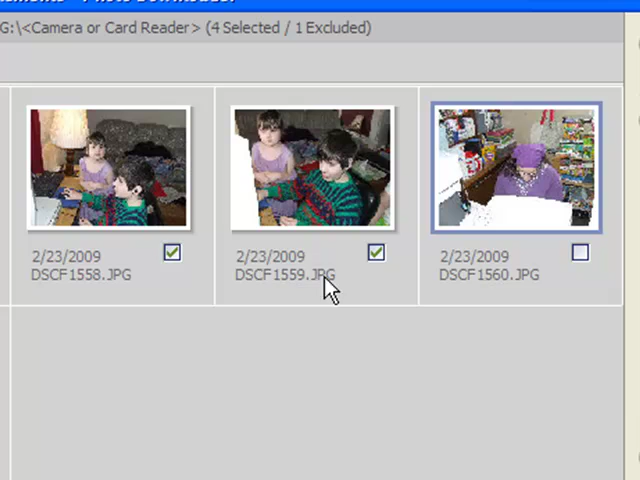 G:\<Camera or Card Reader> (4 Selected / 1 Excluded)
2/23/2009
DSCF1558.JPG
2/23/2009
DSCF1559.JPG
2/23/2009
DSCF1560.JPG